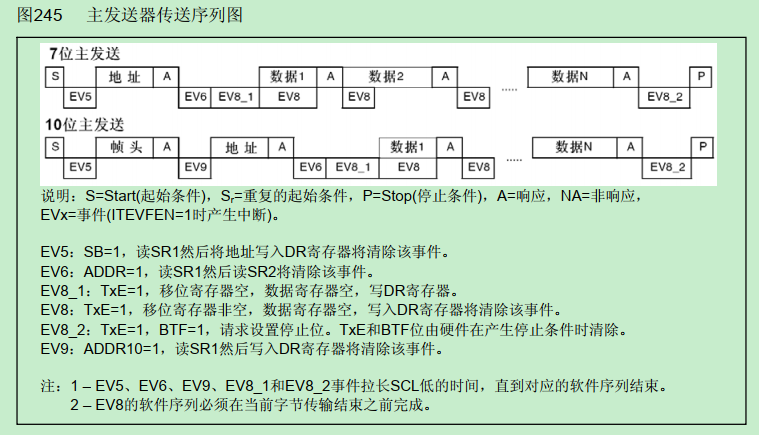 图245 主发送器传送序列图
7位主发送
S 地址 A 数据1 A 数据2 A ..... 数据N A P
EV5 EV6 EV8_1 EV8 EV8 EV8 EV8_2
10位主发送
S 帧头 A 地址 A 数据1 A ..... 数据N A P
EV5 EV9 EV6 EV8_1 EV8 EV8 EV8_2
说明：S=Start(起始条件)，Sr=重复的起始条件，P=Stop(停止条件)，A=响应，NA=非响应，
EVx=事件(ITEVFEN=1时产生中断)。
EV5：SB=1，读SR1然后将地址写入DR寄存器将清除该事件。
EV6：ADDR=1，读SR1然后读SR2将清除该事件。
EV8_1：TxE=1，移位寄存器空，数据寄存器空，写DR寄存器。
EV8：TxE=1，移位寄存器非空，数据寄存器空，写入DR寄存器将清除该事件。
EV8_2：TxE=1，BTF=1，请求设置停止位。TxE和BTF位由硬件在产生停止条件时清除。
EV9：ADDR10=1，读SR1然后写入DR寄存器将清除该事件。
注：1 – EV5、EV6、EV9、EV8_1和EV8_2事件拉长SCL低的时间，直到对应的软件序列结束。
2 – EV8的软件序列必须在当前字节传输结束之前完成。